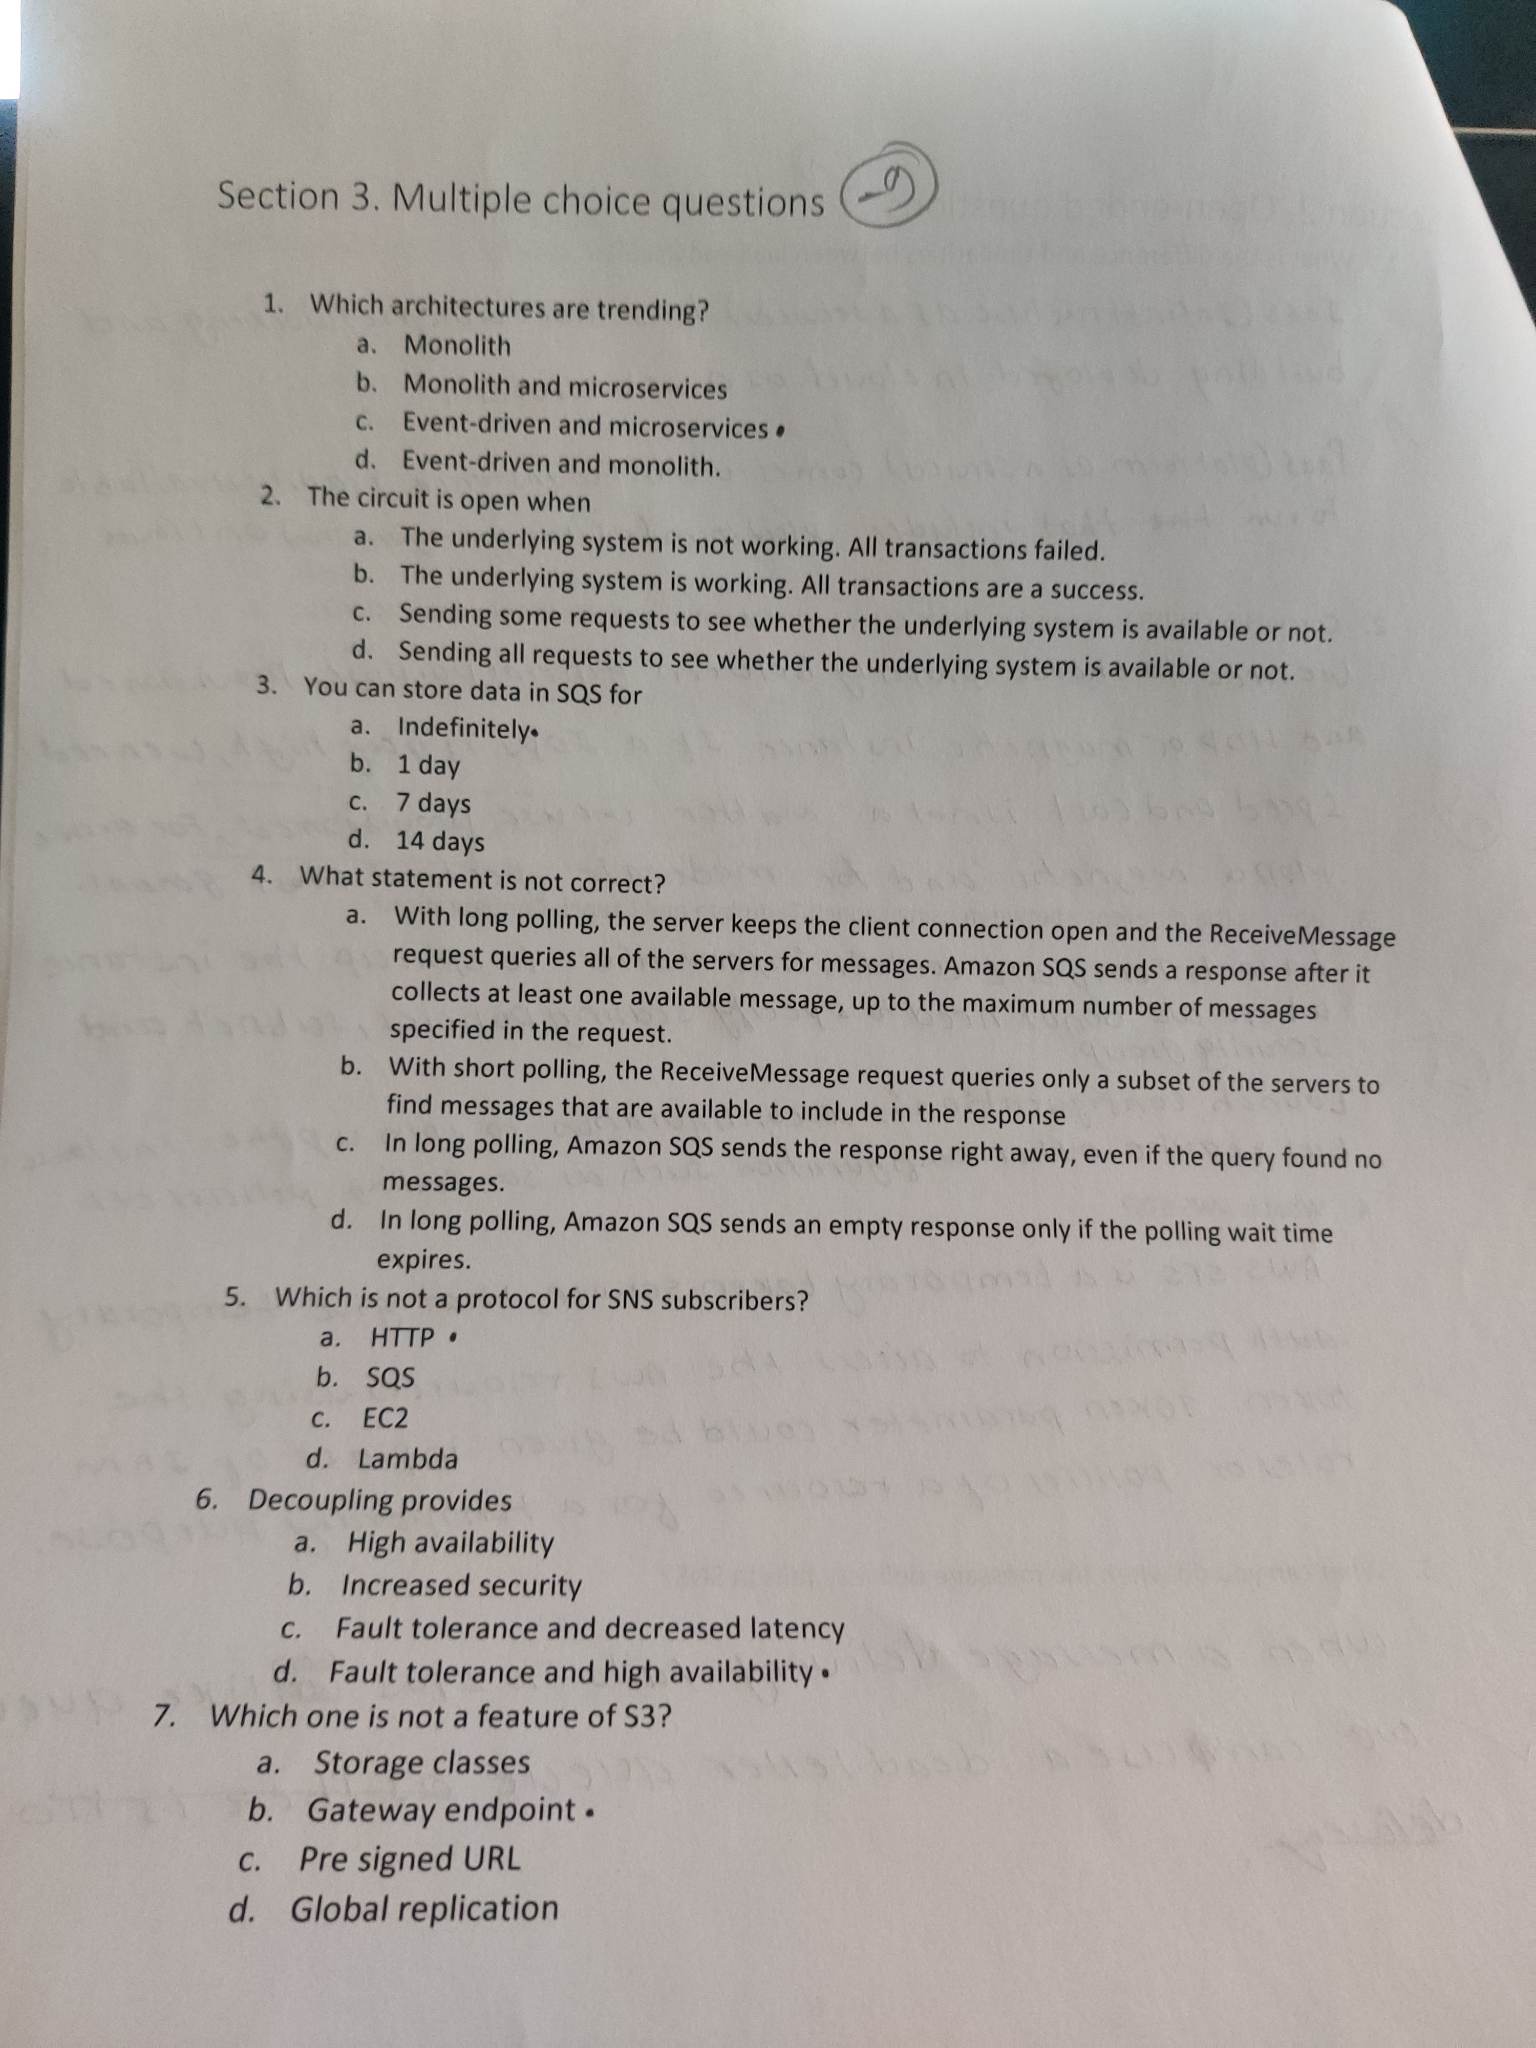 Section 3. Multiple choice questions -9
1. Which architectures are trending?
a. Monolith
b. Monolith and microservices
c. Event-driven and microservices •
d. Event-driven and monolith.
2. The circuit is open when
a. The underlying system is not working. All transactions failed.
b. The underlying system is working. All transactions are a success.
c. Sending some requests to see whether the underlying system is available or not.
d. Sending all requests to see whether the underlying system is available or not.
3. You can store data in SQS for
a. Indefinitely•
b. 1 day
c. 7 days
d. 14 days
4. What statement is not correct?
a. With long polling, the server keeps the client connection open and the ReceiveMessage
request queries all of the servers for messages. Amazon SQS sends a response after it
collects at least one available message, up to the maximum number of messages
specified in the request.
b. With short polling, the ReceiveMessage request queries only a subset of the servers to
find messages that are available to include in the response
c. In long polling, Amazon SQS sends the response right away, even if the query found no
messages.
d. In long polling, Amazon SQS sends an empty response only if the polling wait time
expires.
5. Which is not a protocol for SNS subscribers?
a. HTTP •
b. SQS
c. EC2
d. Lambda
6. Decoupling provides
a. High availability
b. Increased security
c. Fault tolerance and decreased latency
d. Fault tolerance and high availability •
7. Which one is not a feature of S3?
a. Storage classes
b. Gateway endpoint •
c. Pre signed URL
d. Global replication